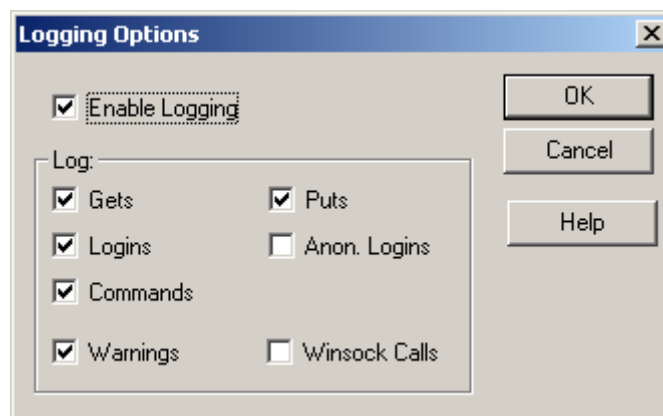 Logging Options
Enable Logging
OK
Cancel
Help
Log:
Gets
Puts
Logins
Anon. Logins
Commands
Warnings
Winsock Calls